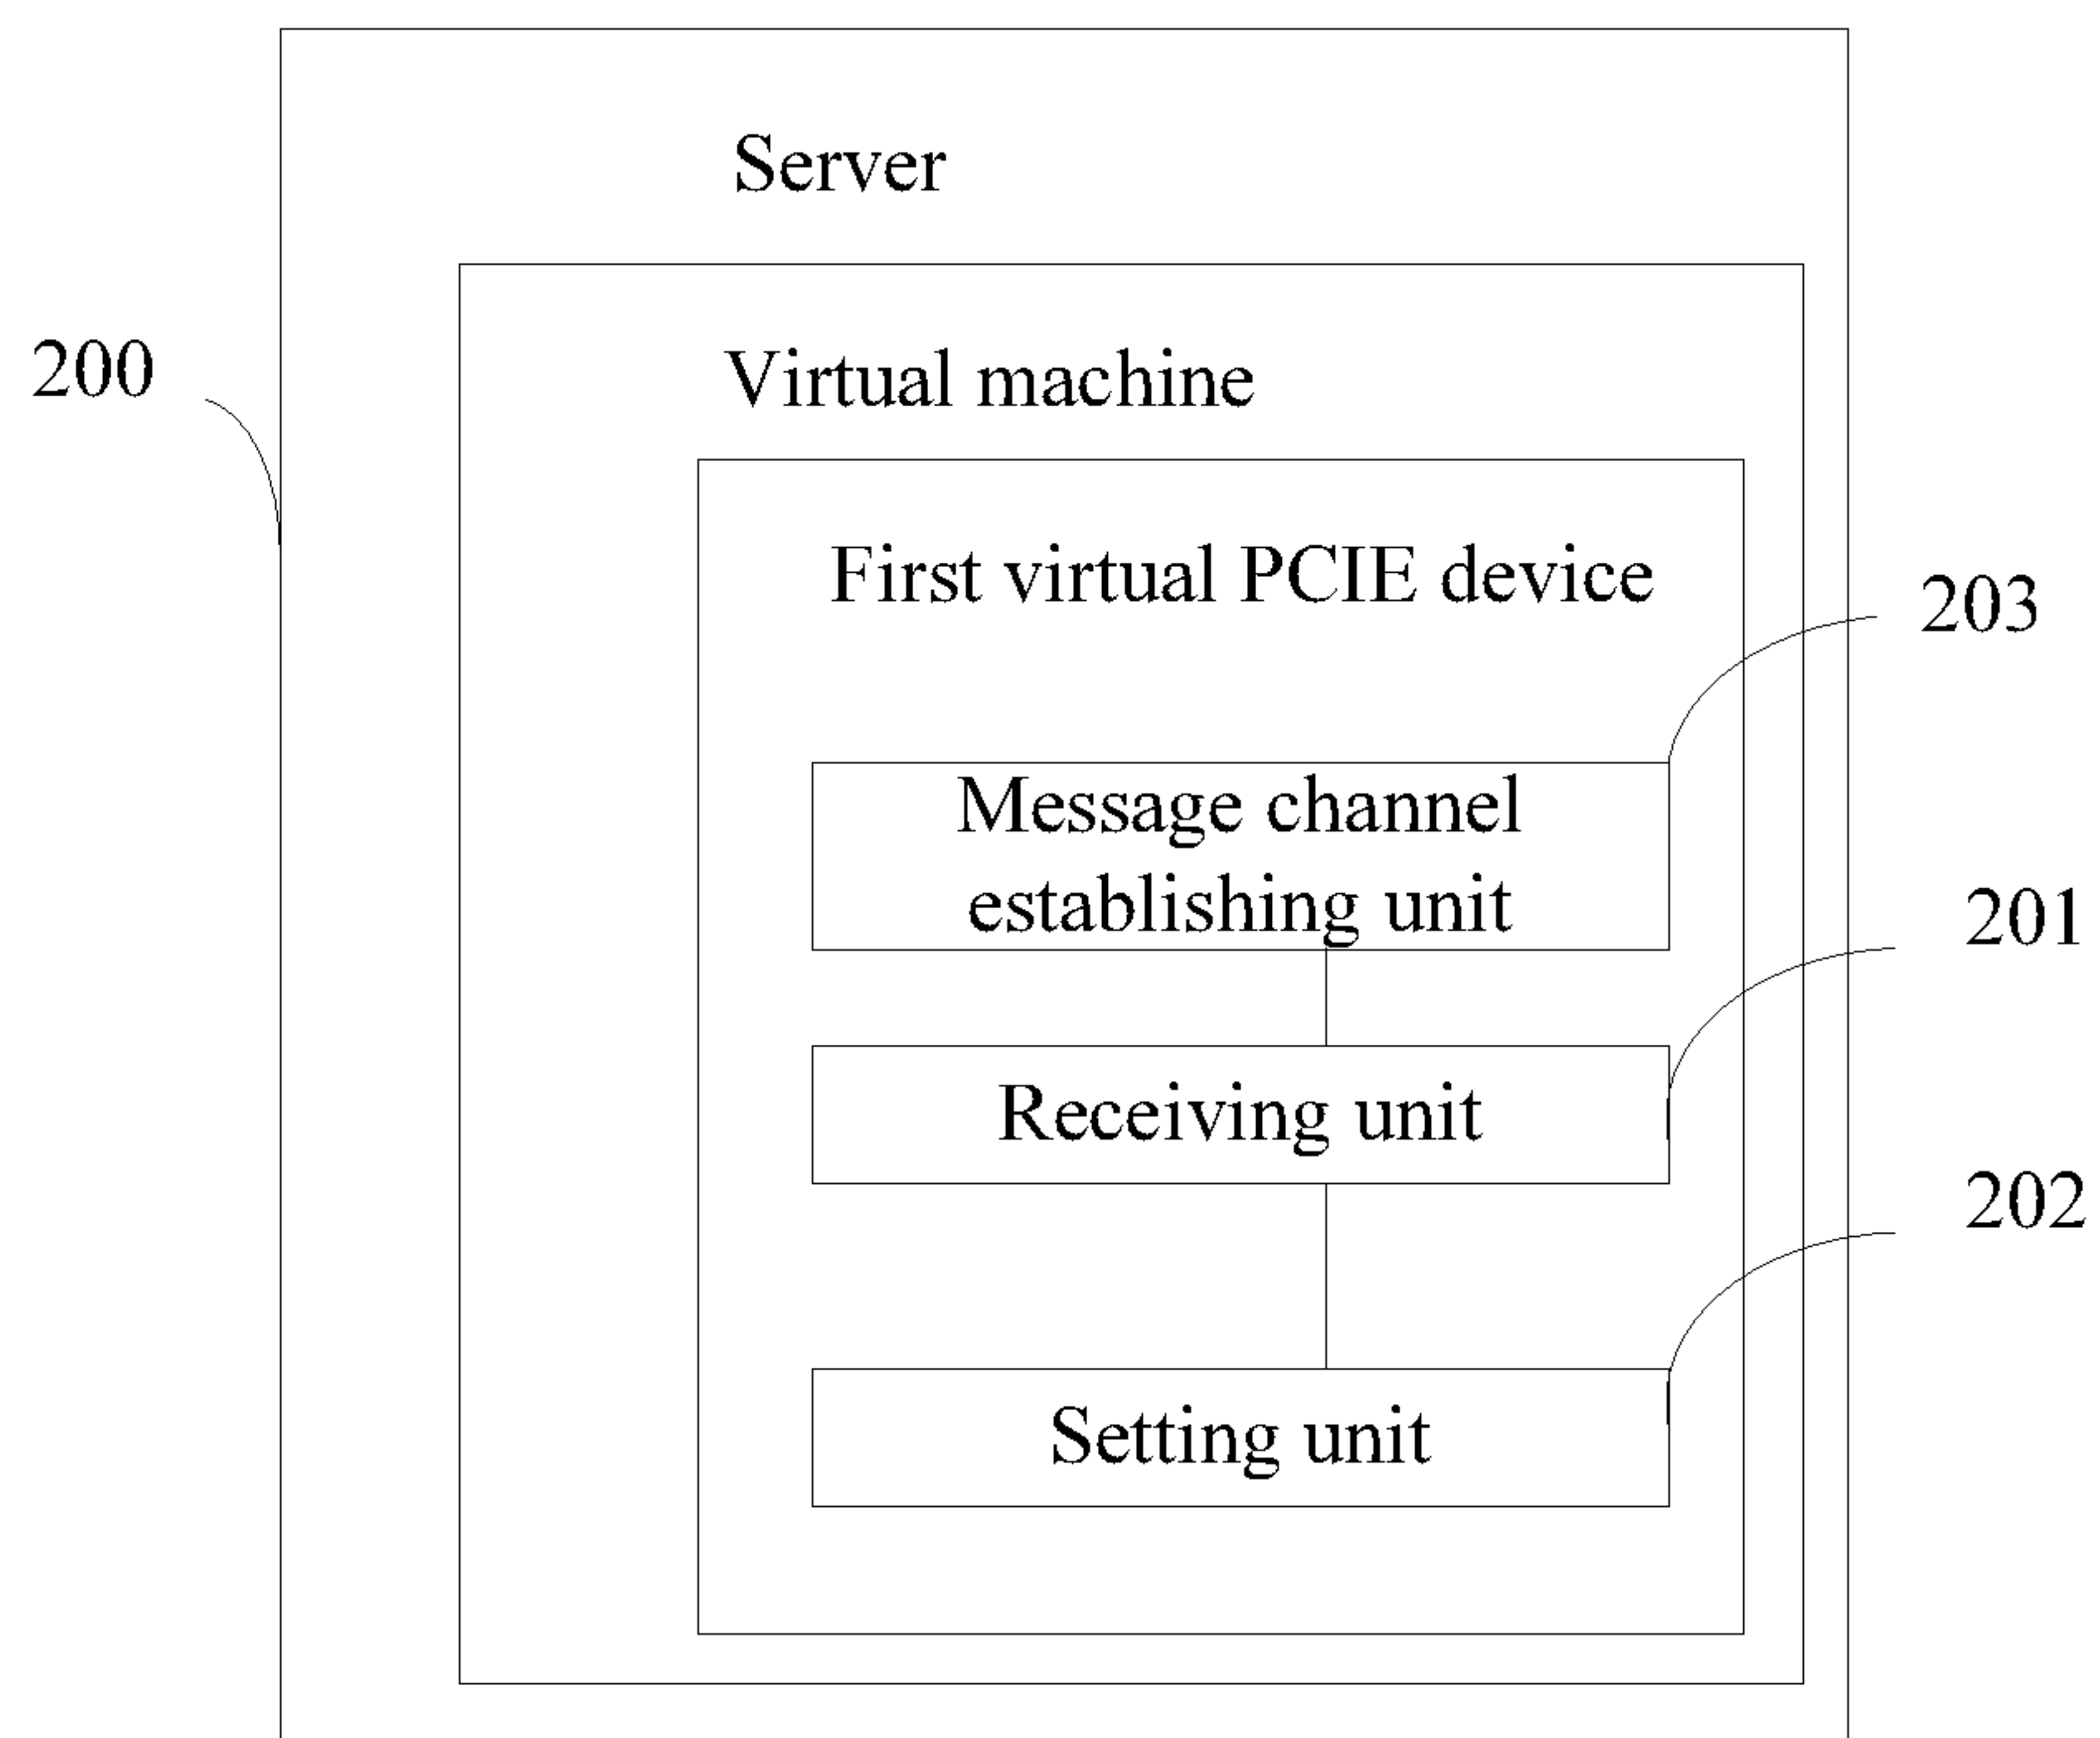 Server
200
Virtual machine
First virtual PCIE device
203
Message channel
establishing unit
201
Receiving unit
202
Setting unit